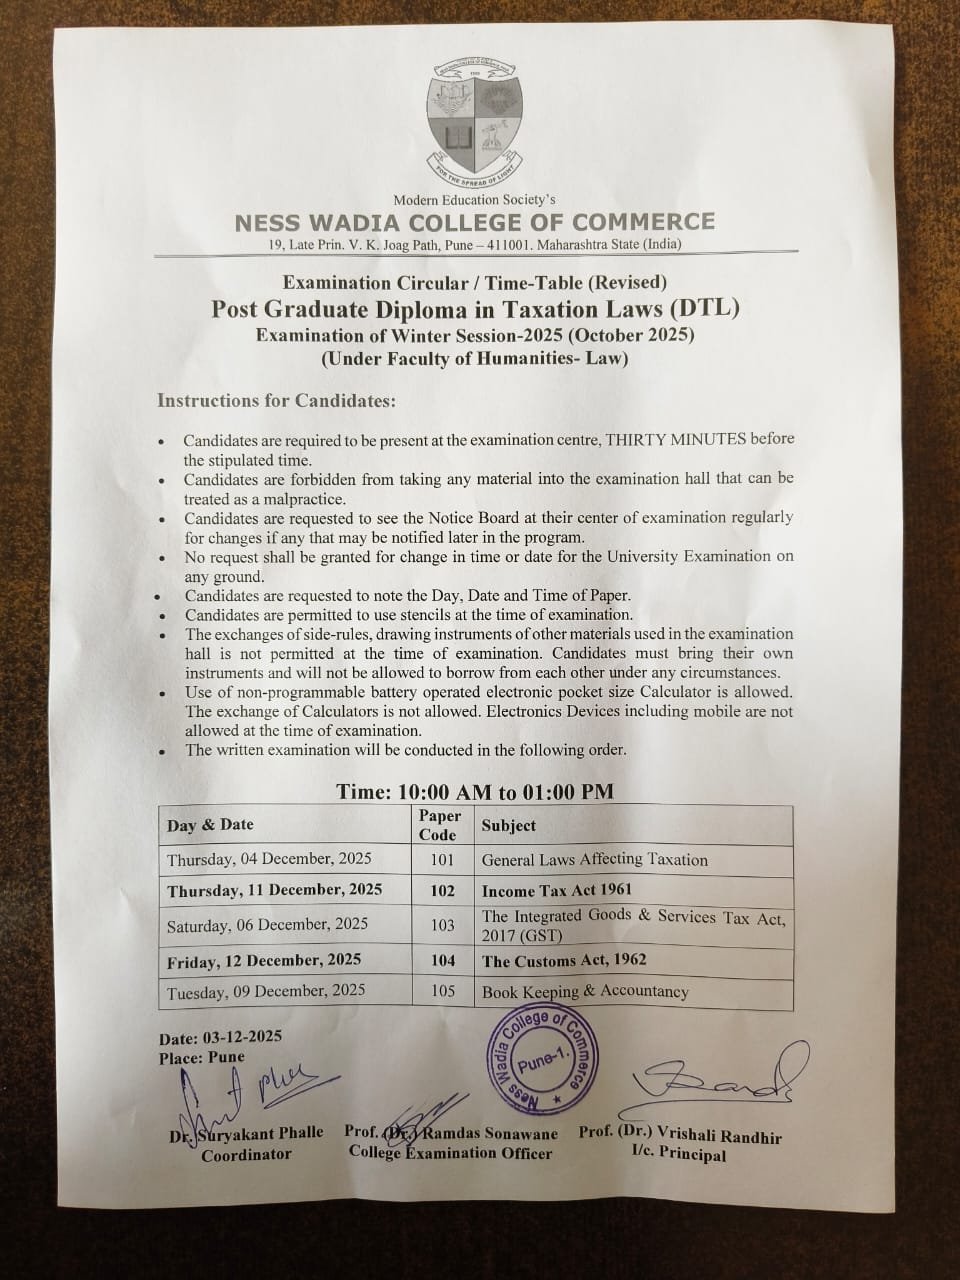 1969
FOR THE SPREAD OF LIGHT
Modern Education Society's
NESS WADIA COLLEGE OF COMMERCE
19, Late Prin. V. K. Joag Path, Pune – 411001. Maharashtra State (India)
Examination Circular / Time-Table (Revised)
Post Graduate Diploma in Taxation Laws (DTL)
Examination of Winter Session-2025 (October 2025)
(Under Faculty of Humanities- Law)
Instructions for Candidates:
• Candidates are required to be present at the examination centre, THIRTY MINUTES before
the stipulated time.
• Candidates are forbidden from taking any material into the examination hall that can be
treated as a malpractice.
• Candidates are requested to see the Notice Board at their center of examination regularly
for changes if any that may be notified later in the program.
• No request shall be granted for change in time or date for the University Examination on
any ground.
• Candidates are requested to note the Day, Date and Time of Paper.
• Candidates are permitted to use stencils at the time of examination.
• The exchanges of side-rules, drawing instruments of other materials used in the examination
hall is not permitted at the time of examination. Candidates must bring their own
instruments and will not be allowed to borrow from each other under any circumstances.
• Use of non-programmable battery operated electronic pocket size Calculator is allowed.
The exchange of Calculators is not allowed. Electronics Devices including mobile are not
allowed at the time of examination.
• The written examination will be conducted in the following order.
Time: 10:00 AM to 01:00 PM
Day & Date Paper Code Subject
Thursday, 04 December, 2025 101 General Laws Affecting Taxation
Thursday, 11 December, 2025 102 Income Tax Act 1961
Saturday, 06 December, 2025 103 The Integrated Goods & Services Tax Act,
2017 (GST)
Friday, 12 December, 2025 104 The Customs Act, 1962
Tuesday, 09 December, 2025 105 Book Keeping & Accountancy
Date: 03-12-2025
Place: Pune
Ness Wadia College of Commerce
Pune-1.
Dr. Suryakant Phalle Prof. (Dr.) Ramdas Sonawane Prof. (Dr.) Vrishali Randhir
Coordinator College Examination Officer I/c. Principal